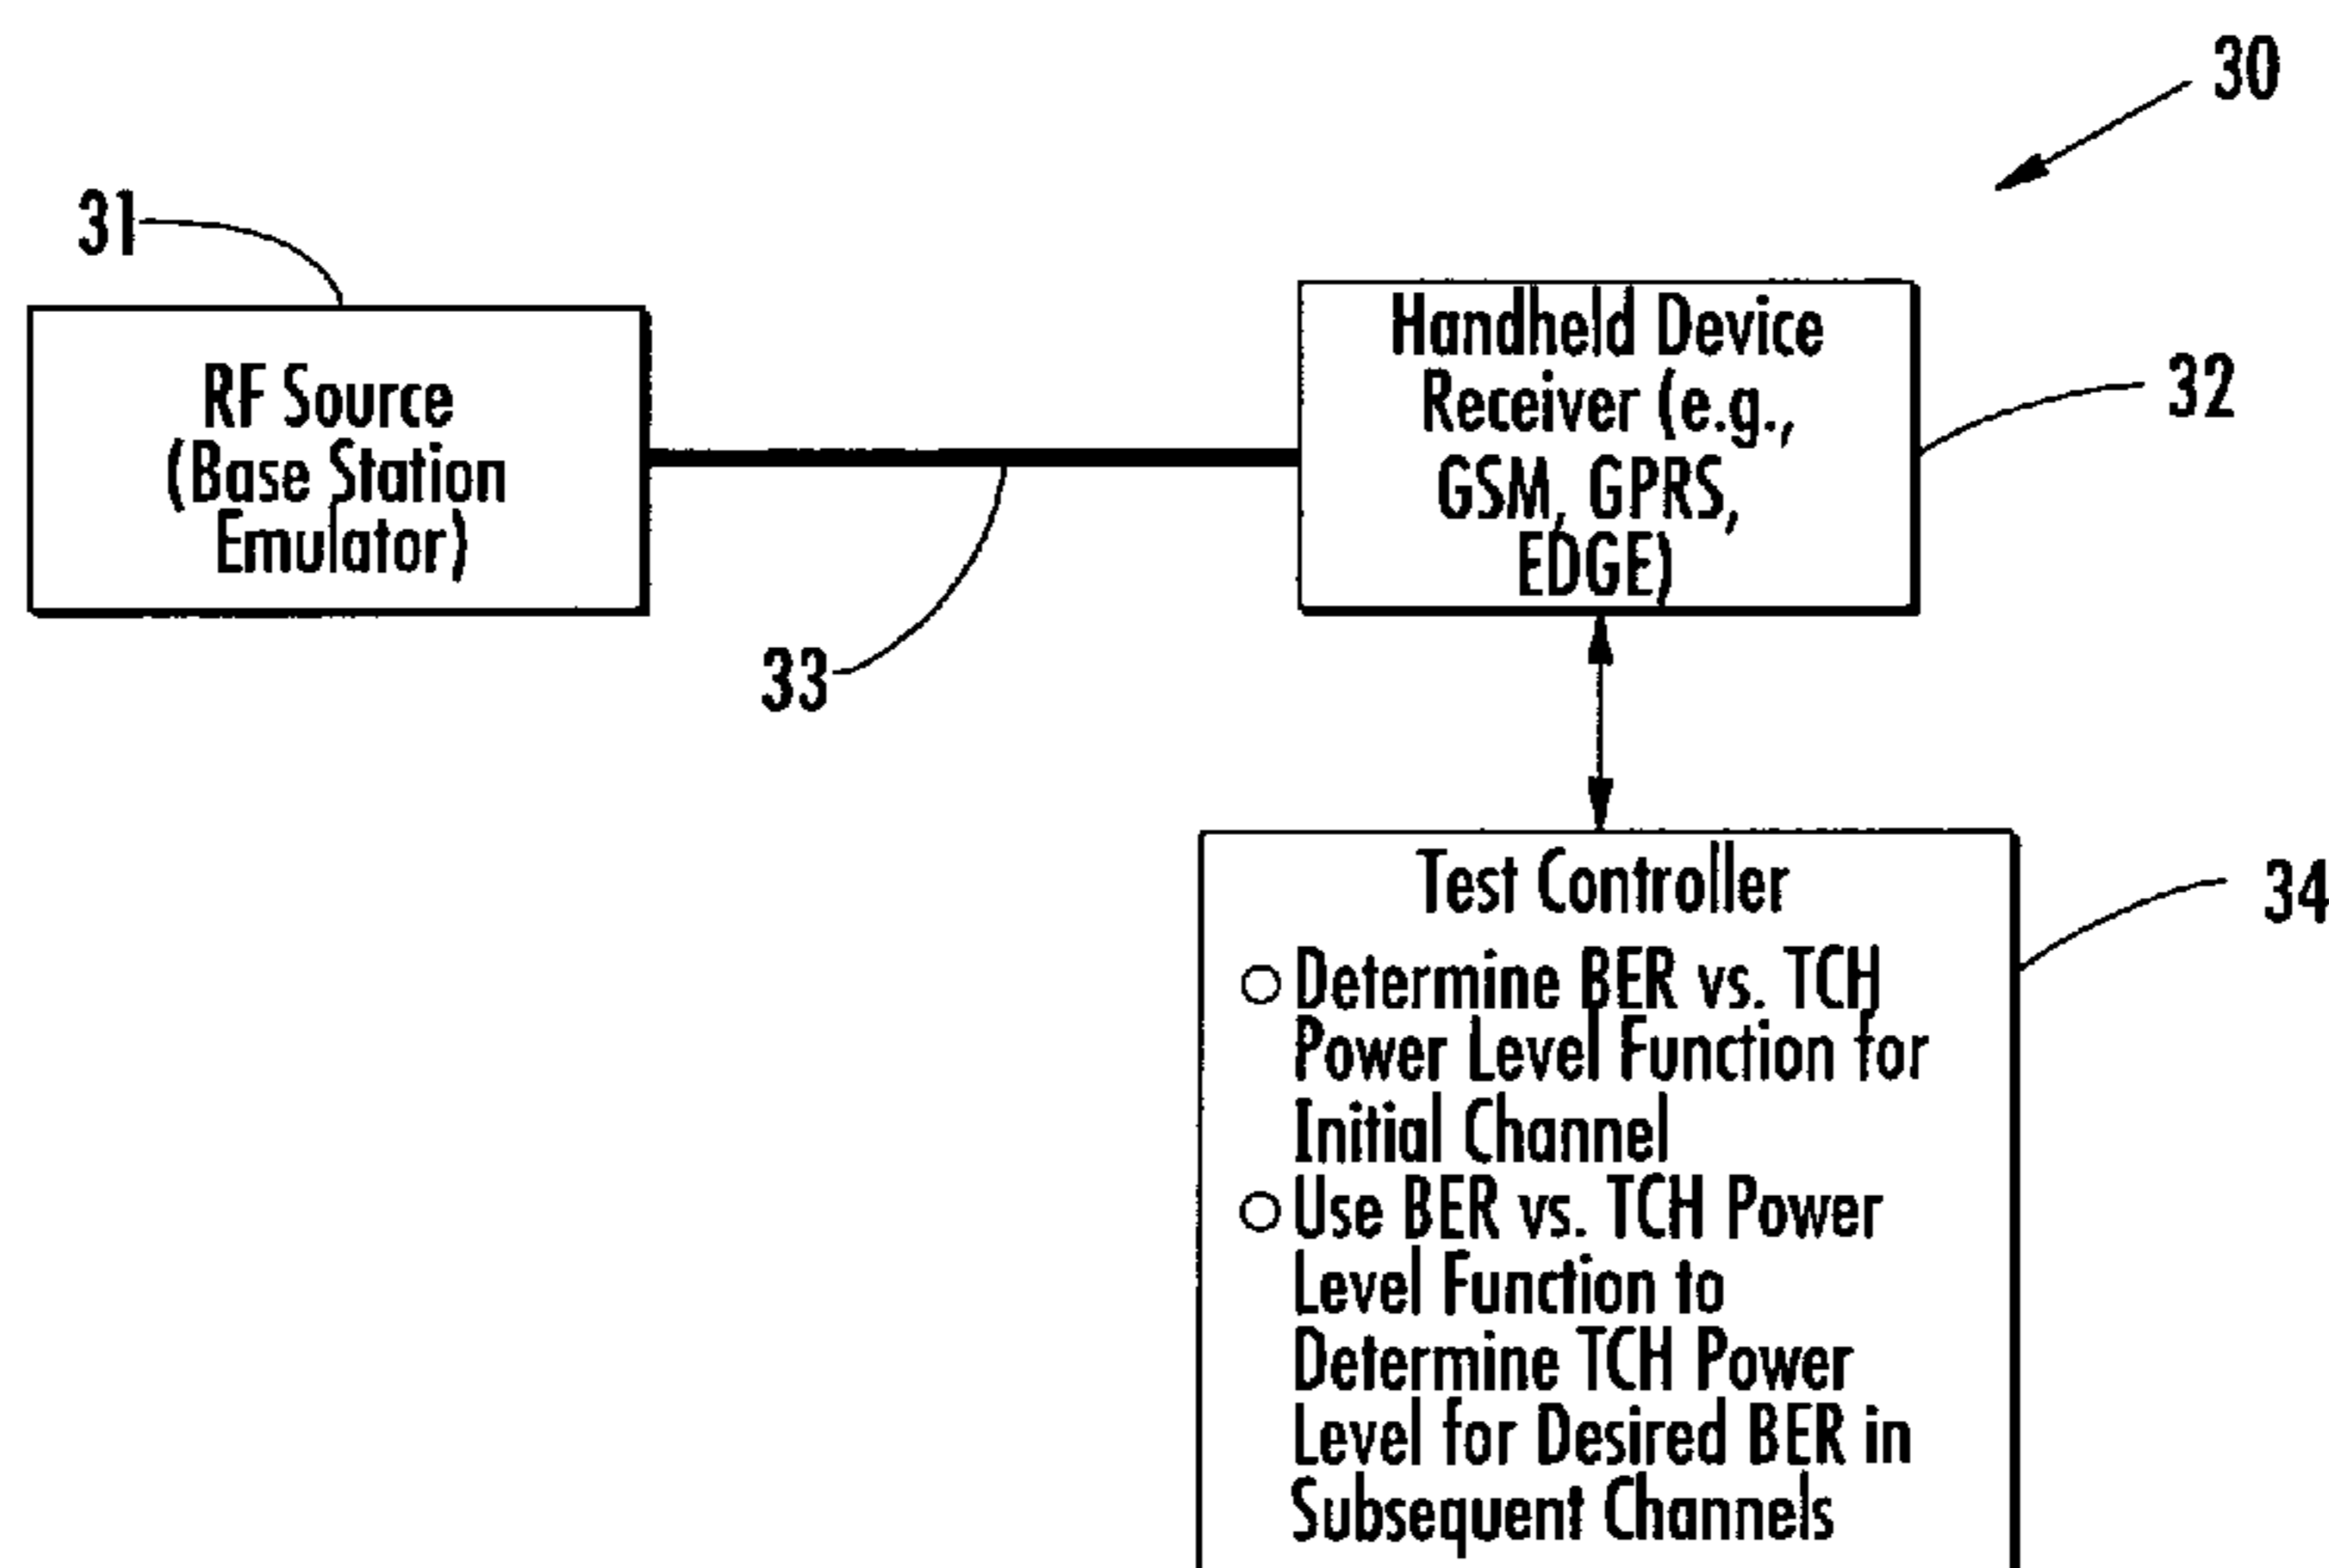 30
31
RF Source
(Base Station
Emulator)
Handheld Device
Receiver (e.g.,
GSM, GPRS,
EDGE)
32
33
Test Controller
34
○ Determine BER vs. TCH
Power Level Function for
Initial Channel
○ Use BER vs. TCH Power
Level Function to
Determine TCH Power
Level for Desired BER in
Subsequent Channels